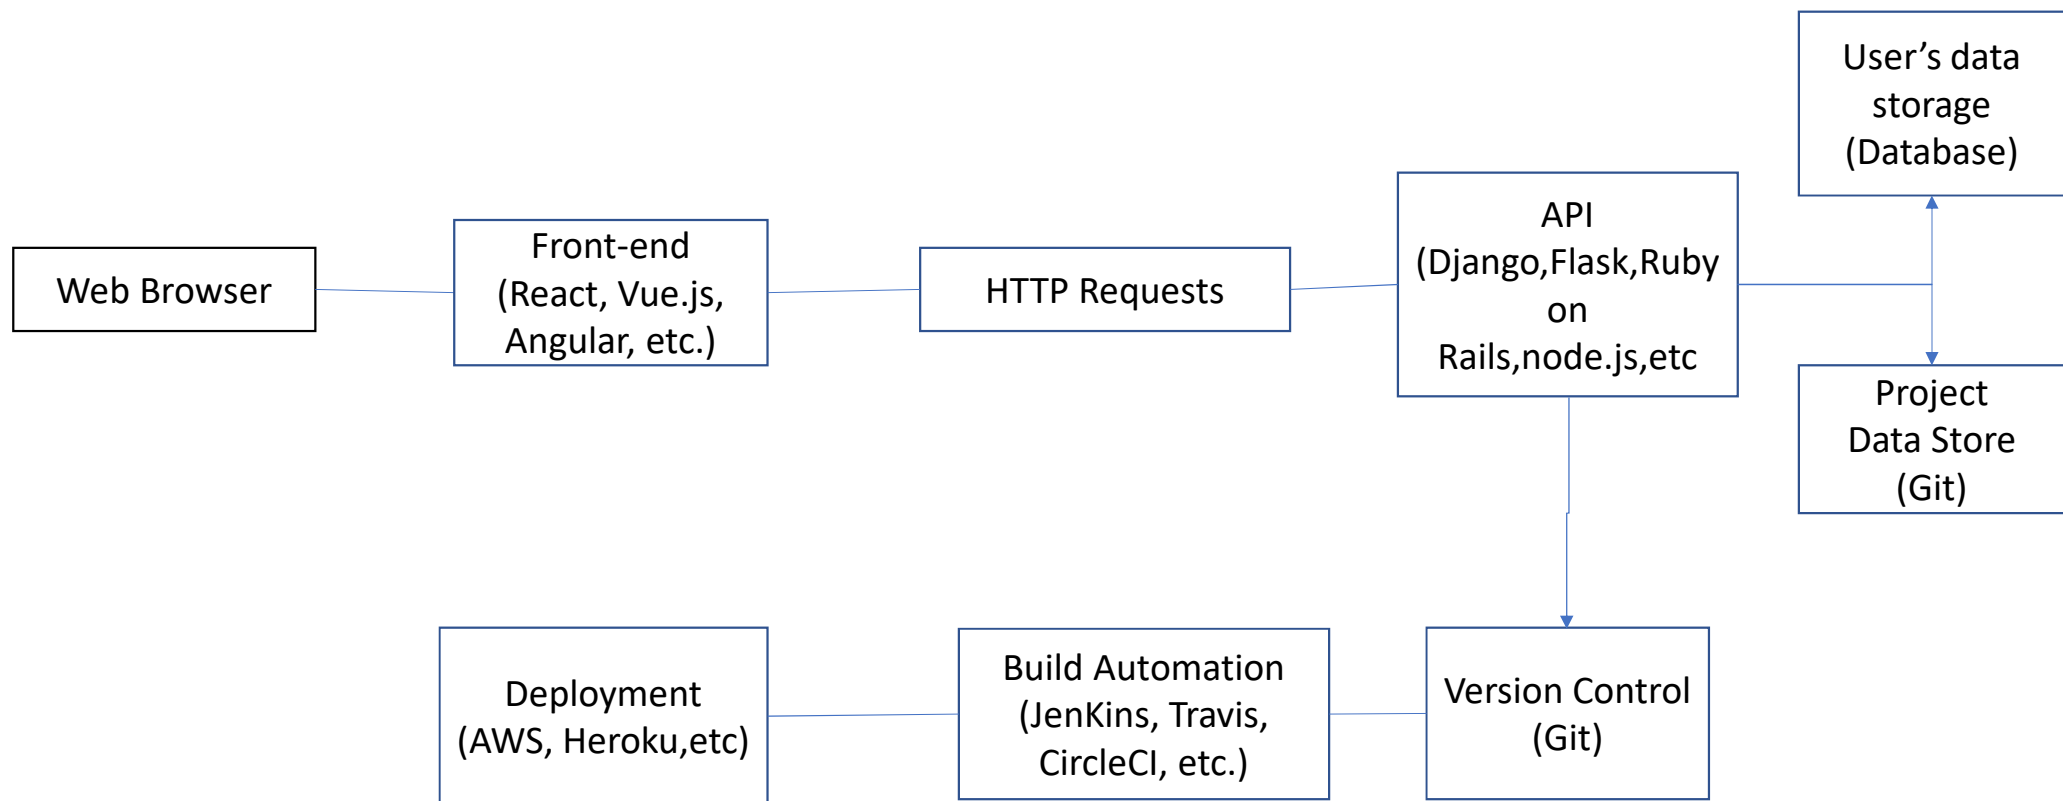 User’s data
storage
(Database)
Web Browser
Front-end
(React, Vue.js,
Angular, etc.)
HTTP Requests
API
(Django,Flask,Ruby
on
Rails,node.js,etc
Project
Data Store
(Git)
Deployment
(AWS, Heroku,etc)
Build Automation
(JenKins, Travis,
CircleCI, etc.)
Version Control
(Git)